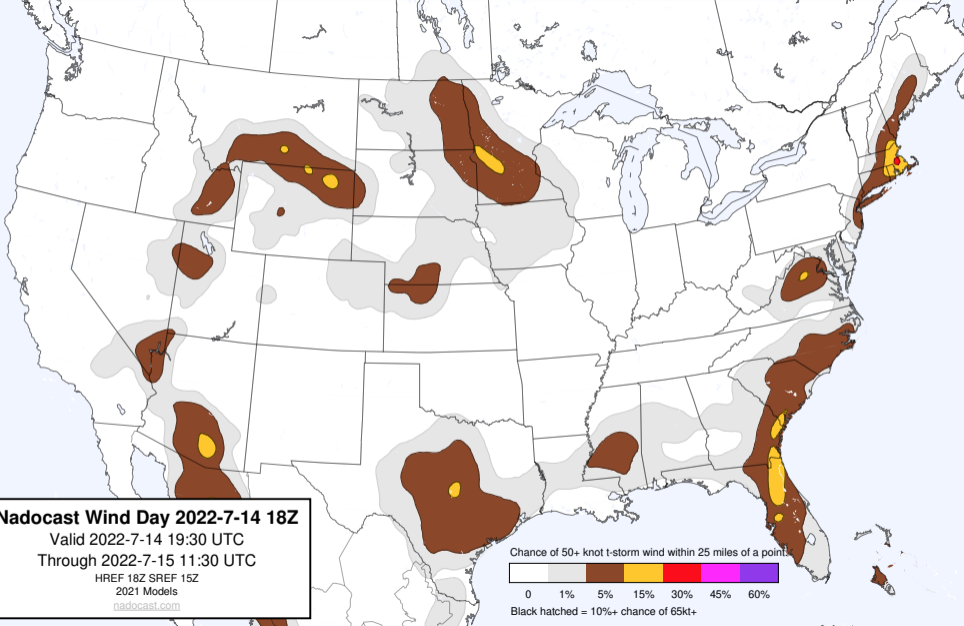 Nadocast Wind Day 2022-7-14 18Z
Valid 2022-7-14 19:30 UTC
Through 2022-7-15 11:30 UTC
HREF 18Z SREF 15Z
2021 Models
nadocast.com
Chance of 50+ knot t-storm wind within 25 miles of a point.
0 1% 5% 15% 30% 45% 60%
Black hatched = 10%+ chance of 65kt+